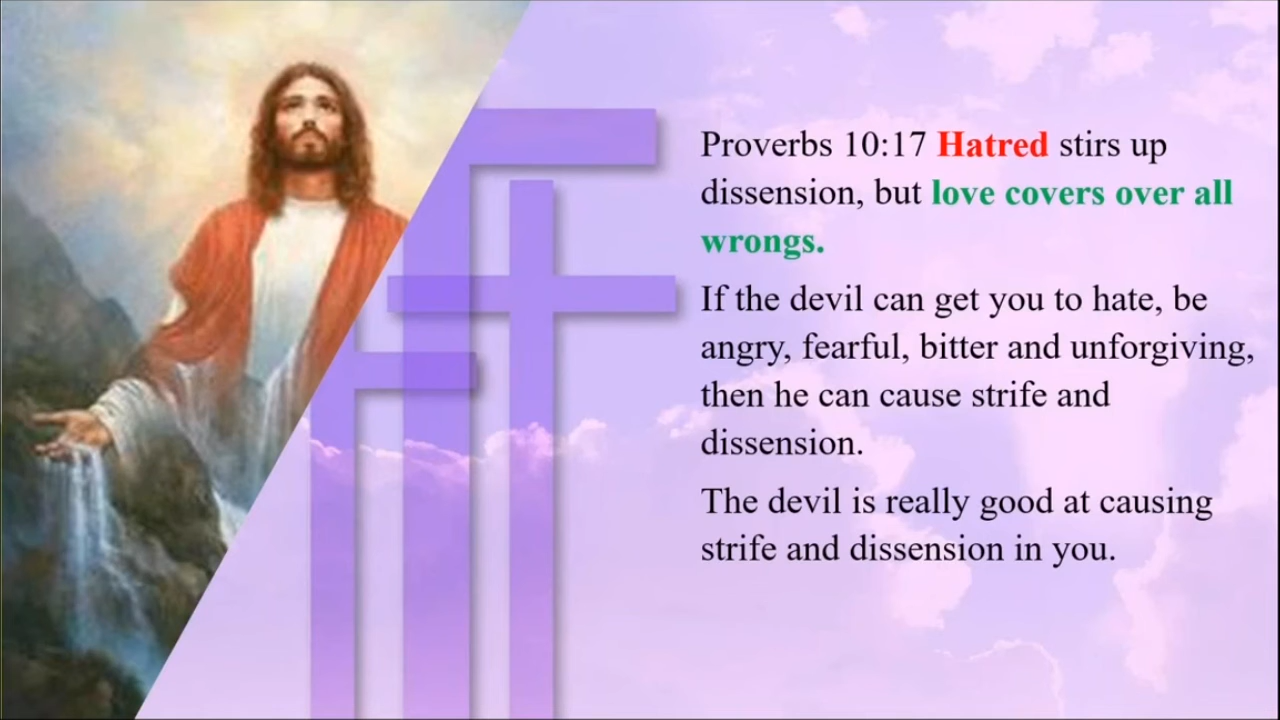 Proverbs 10:17 Hatred stirs up
dissension, but love covers over all
wrongs.
If the devil can get you to hate, be
angry, fearful, bitter and unforgiving,
then he can cause strife and
dissension.
The devil is really good at causing
strife and dissension in you.